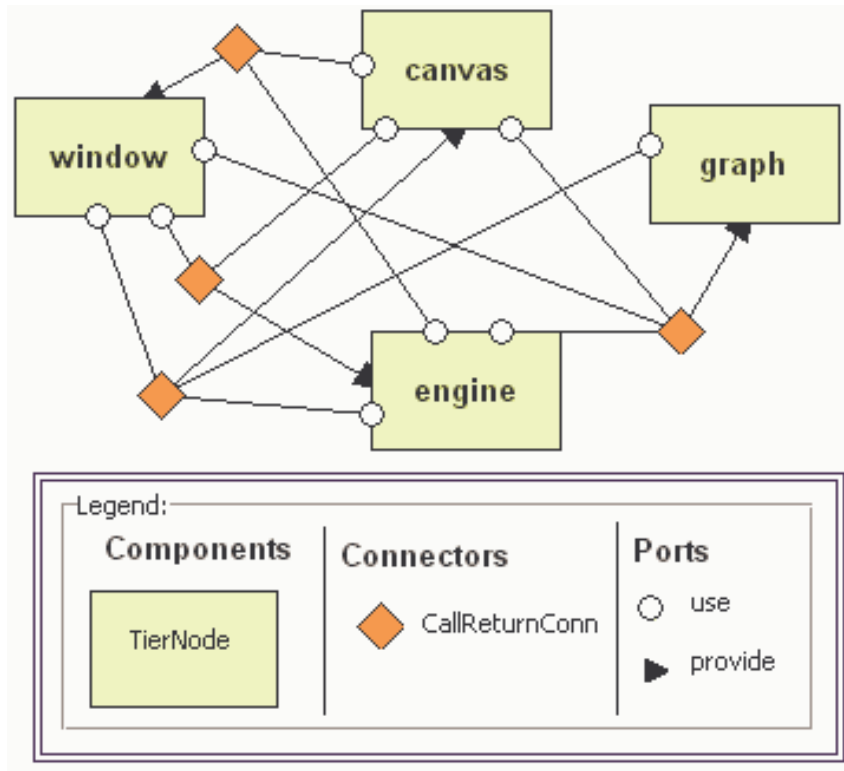 canvas
window
graph
engine
Legend:
Components
Connectors
Ports
TierNode
CallReturnConn
use
provide